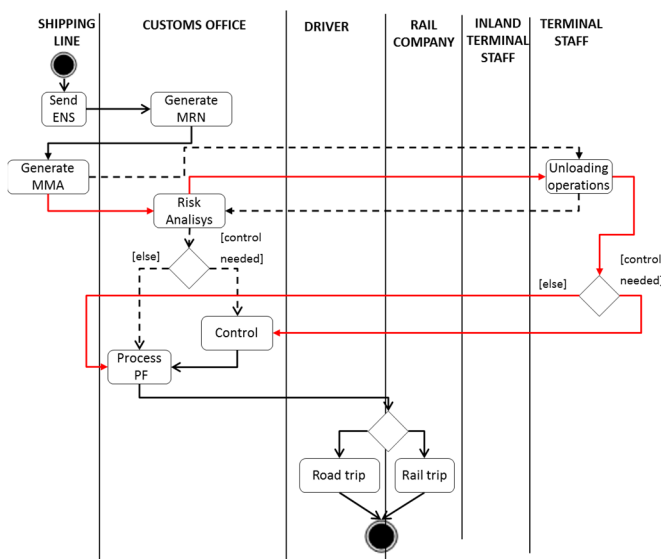 SHIPPING
LINE
CUSTOMS OFFICE
DRIVER
RAIL
COMPANY
INLAND
TERMINAL
STAFF
TERMINAL
STAFF
Send
ENS
Generate
MRN
Generate
MMA
Unloading
operations
Risk
Analisys
[else]
[control
needed]
[else]
[control
needed]
Control
Process
PF
Road trip
Rail trip